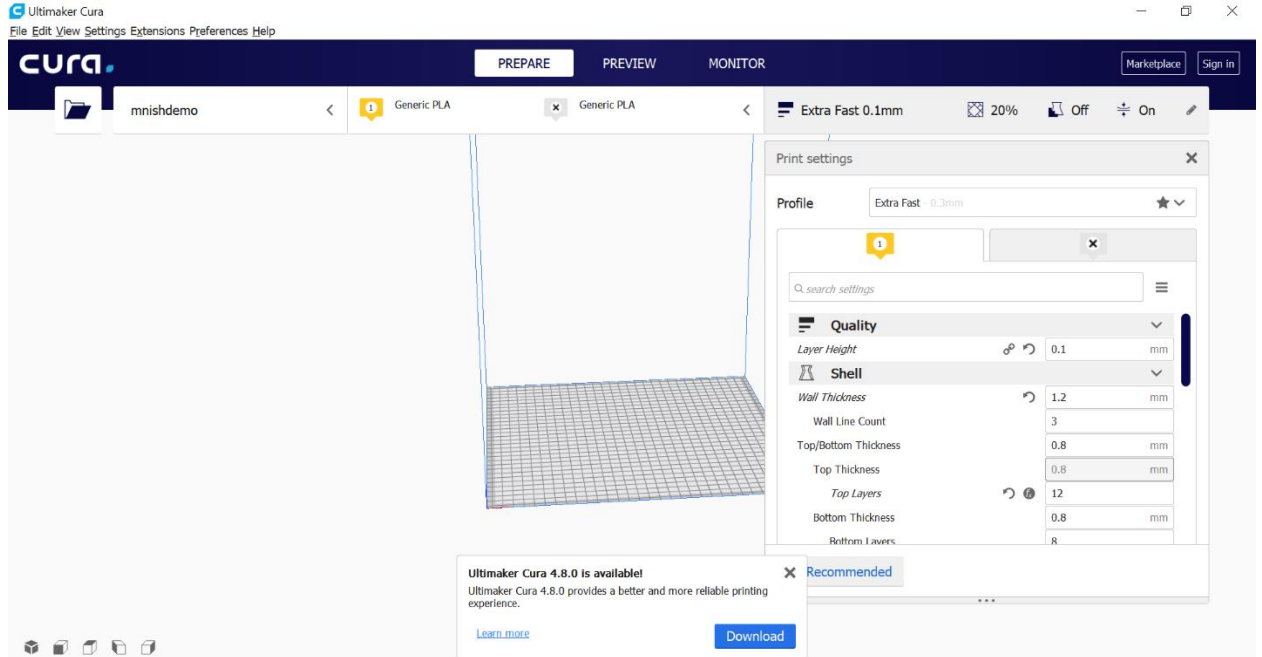 Ultimaker Cura
File Edit View Settings Extensions Preferences Help
cura.
PREPARE PREVIEW MONITOR
Marketplace Sign in
mnishdemo
1 Generic PLA
Generic PLA
Extra Fast 0.1mm 20% Off On
Print settings
Profile Extra Fast - 0.3mm
1
search settings
Quality
Layer Height 0.1 mm
Shell
Wall Thickness 1.2 mm
Wall Line Count 3
Top/Bottom Thickness 0.8 mm
Top Thickness 0.8 mm
Top Layers 12
Bottom Thickness 0.8 mm
Bottom Layers 8
Recommended
Ultimaker Cura 4.8.0 is available!
Ultimaker Cura 4.8.0 provides a better and more reliable printing
experience.
Learn more
Download